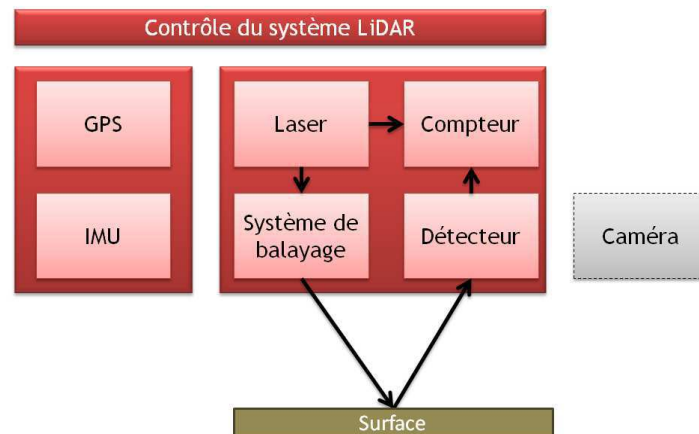 Contrôle du système LiDAR
GPS
Laser
Compteur
IMU
Système de
balayage
Détecteur
Caméra
Surface